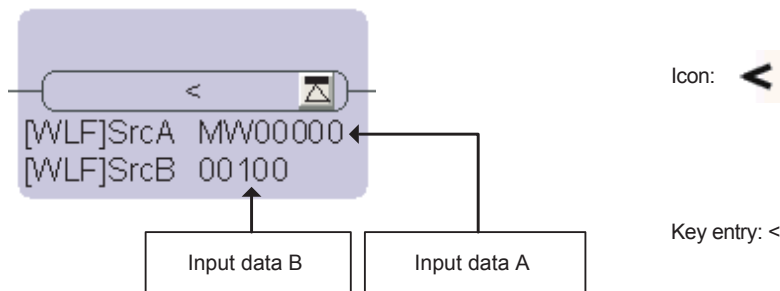 <
[WLF]SrcA MW00000
[WLF]SrcB 00100
Input data B
Input data A
Icon: <
Key entry: <